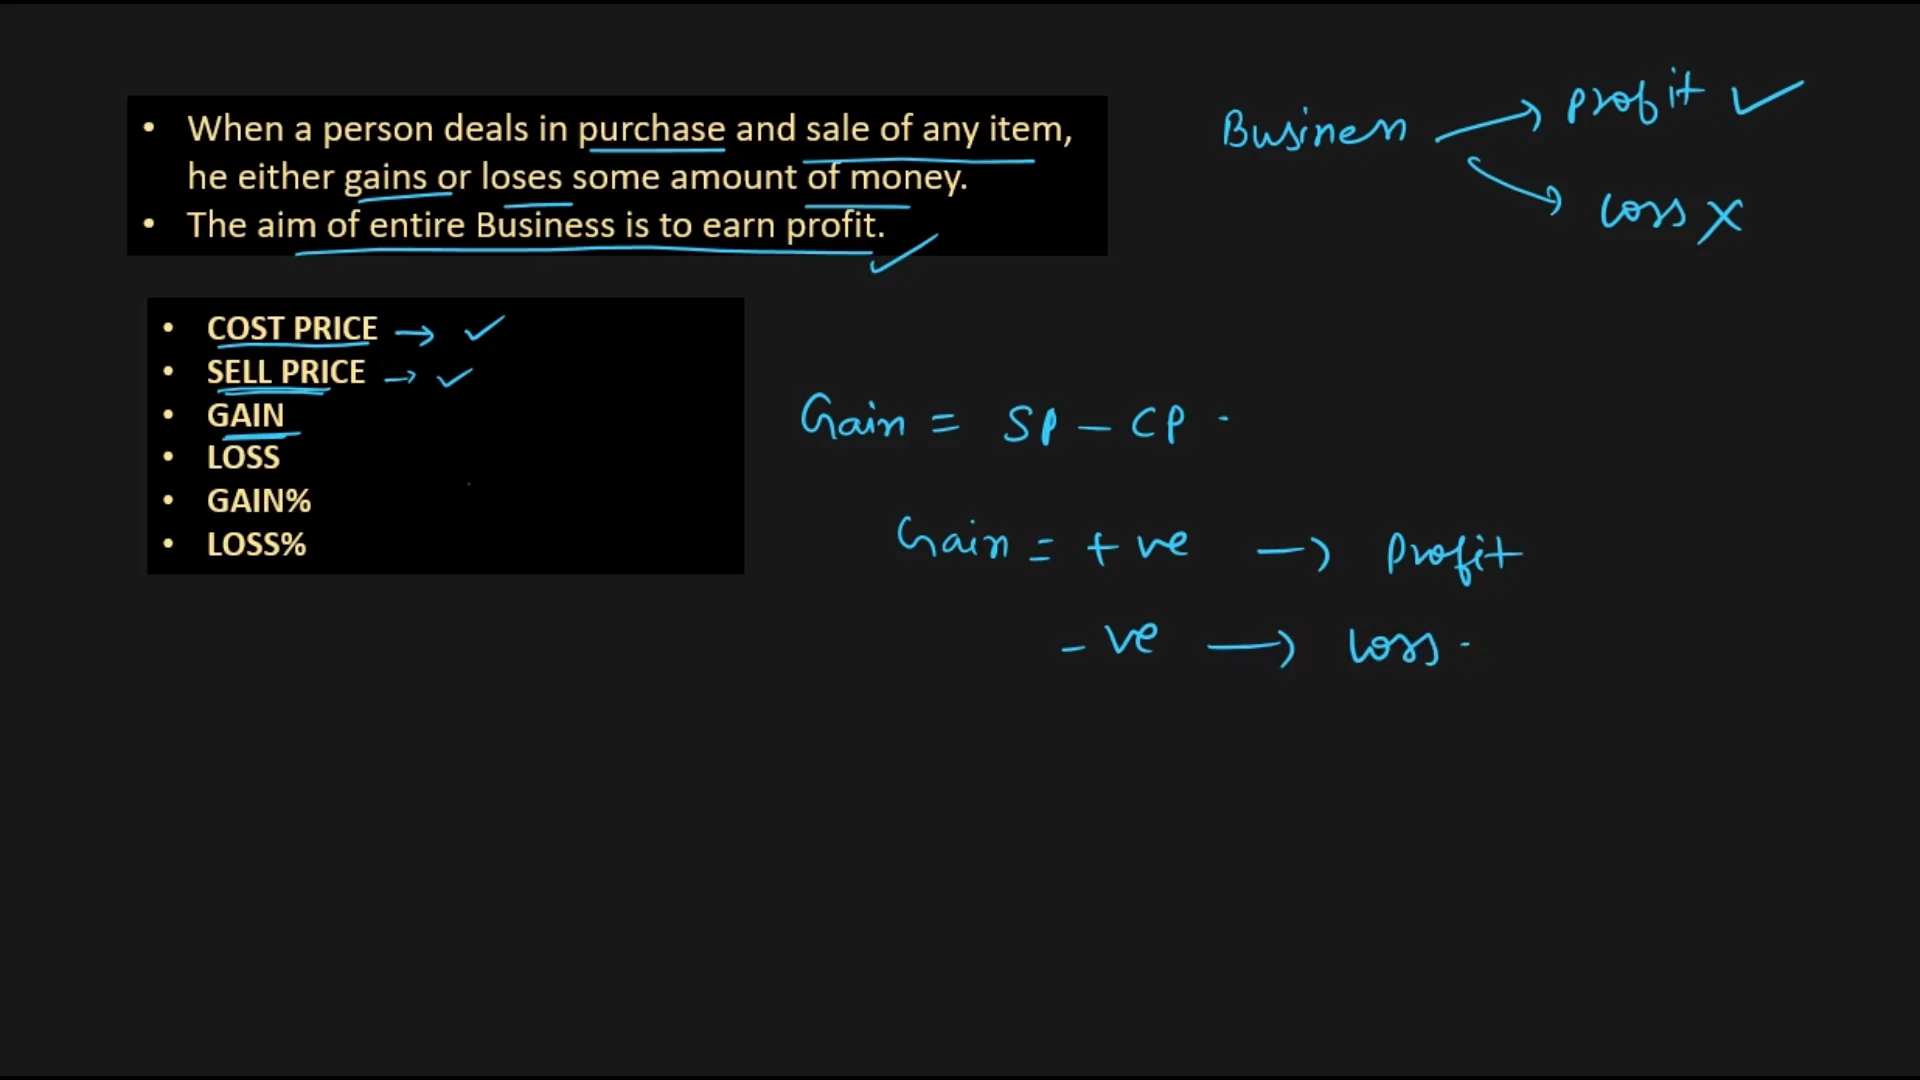 • When a person deals in purchase and sale of any item,
he either gains or loses some amount of money.
• The aim of entire Business is to earn profit.
Business → profit ✓
→ loss ✗
• COST PRICE → ✓
• SELL PRICE → ✓
• GAIN
• LOSS
• GAIN%
• LOSS%
Gain = SP - CP .
Gain = +ve → Profit
-ve → loss .